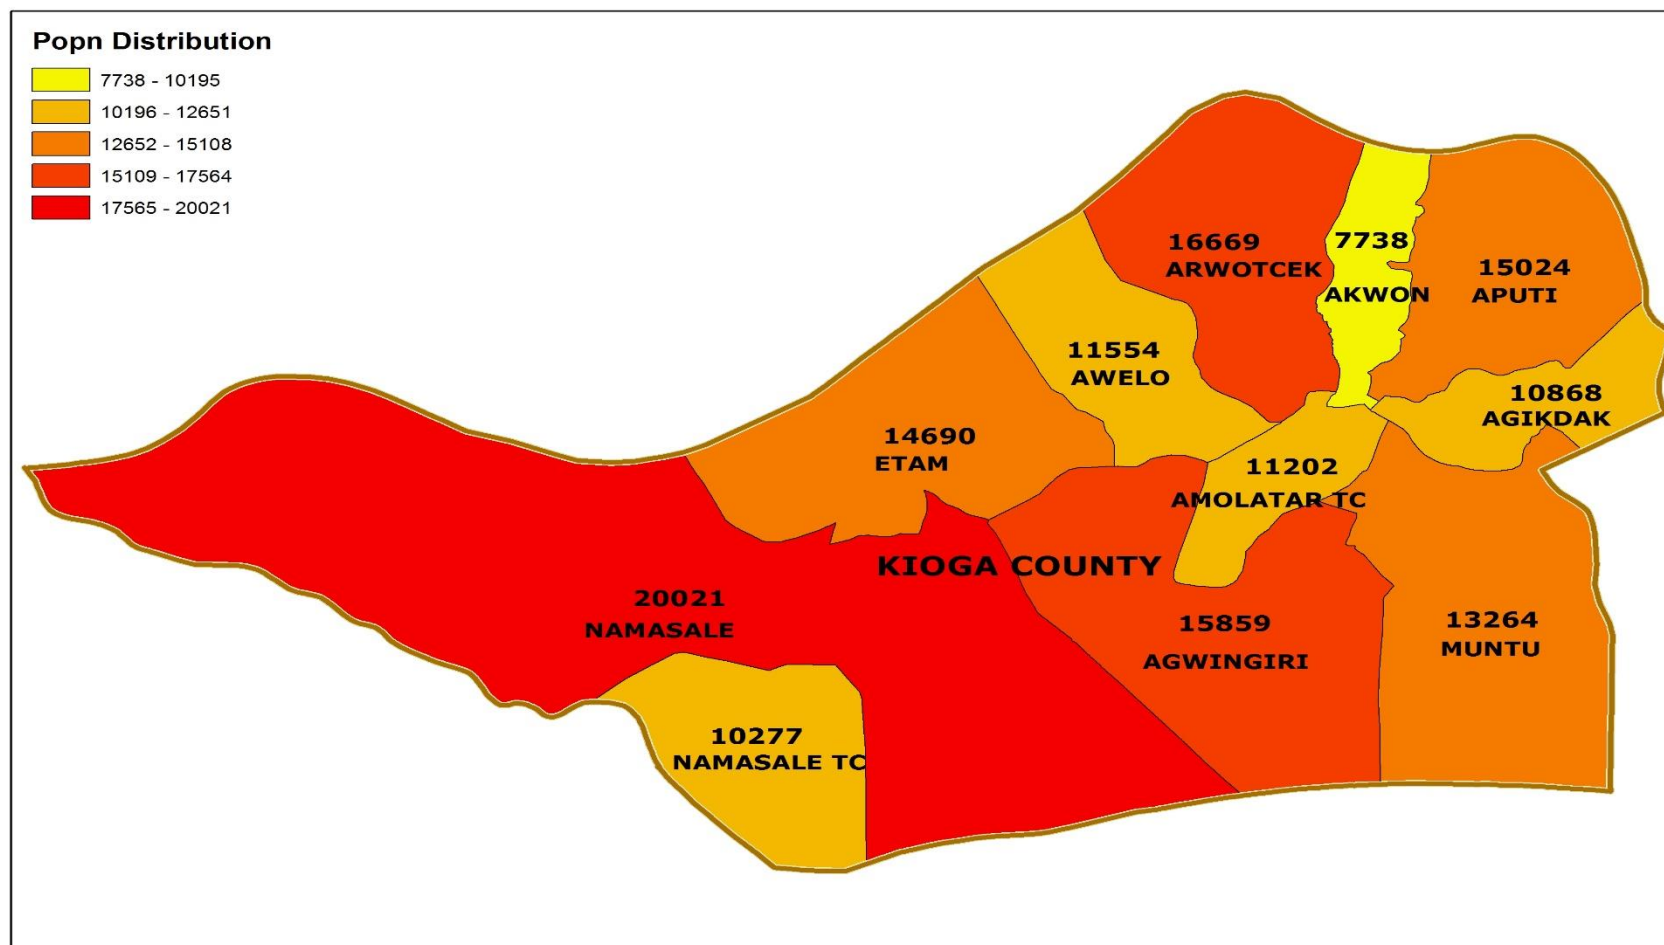 Popn Distribution
7738 - 10195
10196 - 12651
12652 - 15108
15109 - 17564
17565 - 20021
16669
ARWOTCEK
7738
AKWON
15024
APUTI
11554
AWELO
10868
AGIKDAK
14690
ETAM
11202
AMOLATAR TC
KIOGA COUNTY
20021
NAMASALE
15859
AGWINGIRI
13264
MUNTU
10277
NAMASALE TC